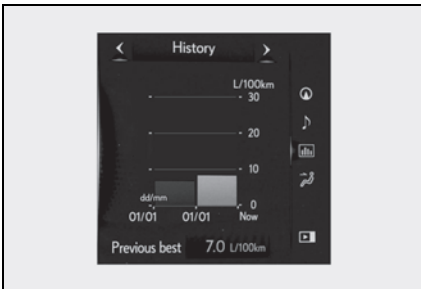 History
L/100km
30
20
10
dd/mm
0
01/01 01/01 Now
Previous best 7.0 L/100km